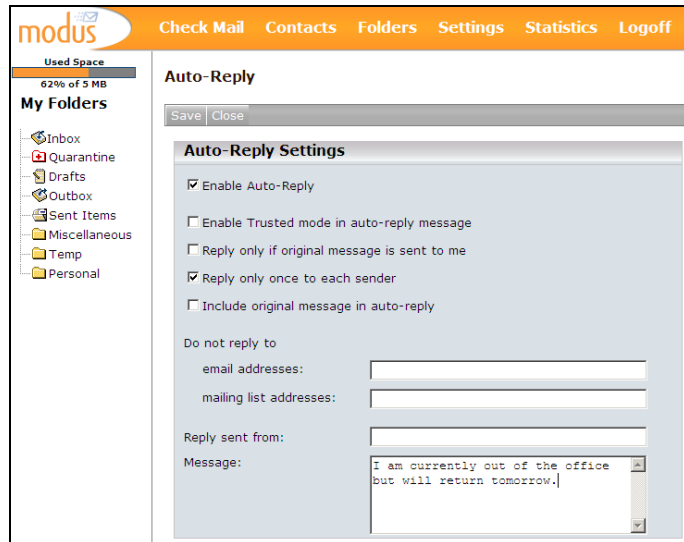 modus
Check Mail Contacts Folders Settings Statistics Logoff
Used Space
62% of 5 MB
My Folders
Inbox
Quarantine
Drafts
Outbox
Sent Items
Miscellaneous
Temp
Personal
Auto-Reply
Save Close
Auto-Reply Settings
Enable Auto-Reply
Enable Trusted mode in auto-reply message
Reply only if original message is sent to me
Reply only once to each sender
Include original message in auto-reply
Do not reply to
email addresses:
mailing list addresses:
Reply sent from:
Message:
I am currently out of the office
but will return tomorrow.